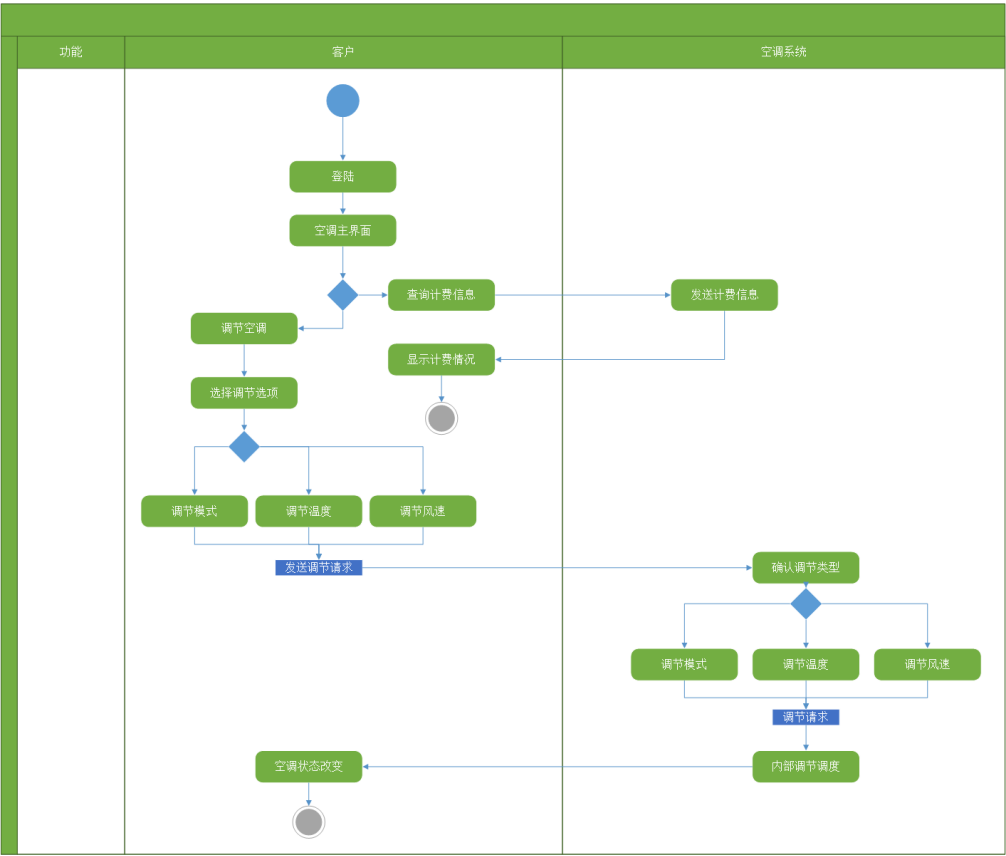 功能
客户
空调系统
登陆
空调主界面
查询计费信息
发送计费信息
调节空调
显示计费情况
选择调节选项
调节模式
调节温度
调节风速
发送调节请求
确认调节类型
调节模式
调节温度
调节风速
调节请求
空调状态改变
内部调节调度